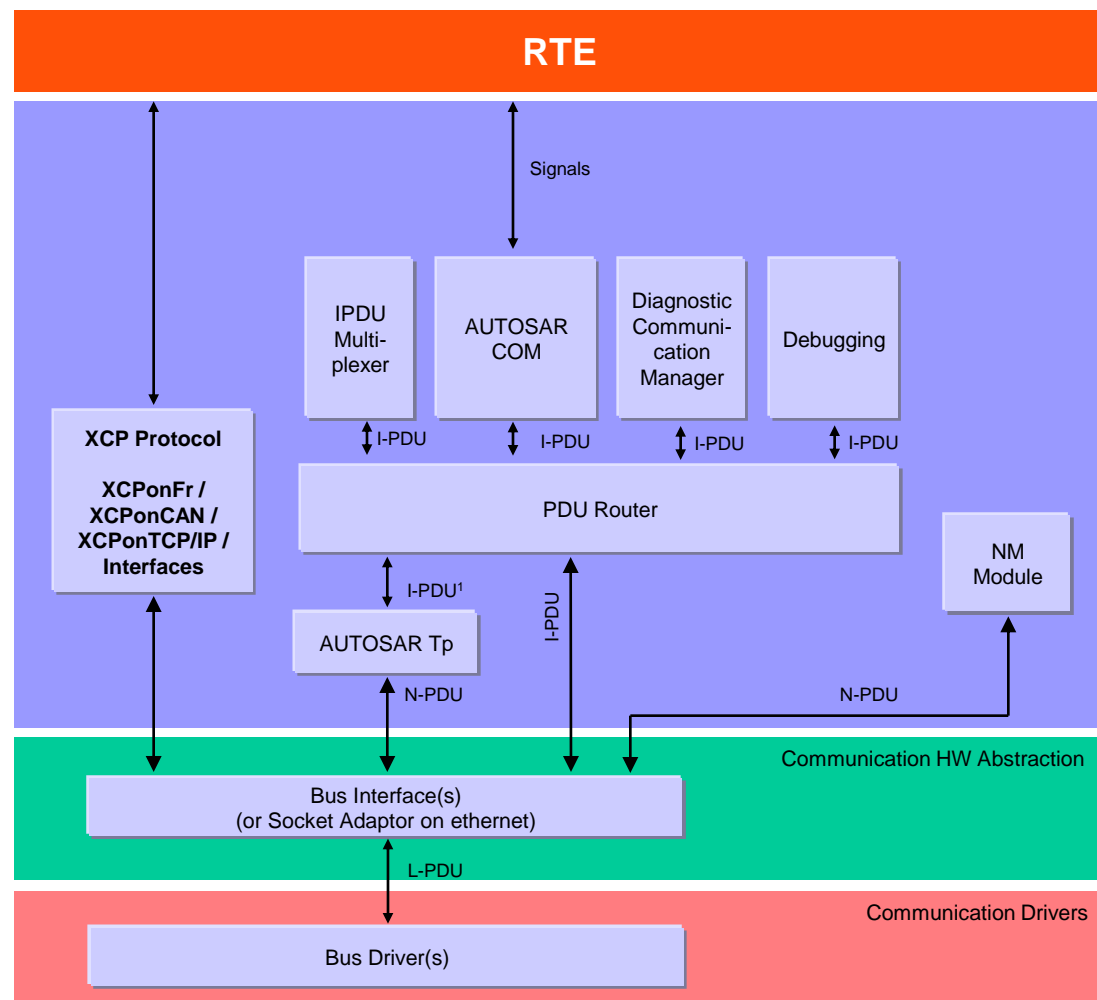 RTE
Signals
IPDU
Multi-
plexer
AUTOSAR
COM
Diagnostic
Communi-
cation
Manager
Debugging
XCP Protocol
XCPonFr /
XCPonCAN /
XCPonTCP/IP /
Interfaces
I-PDU
I-PDU
I-PDU
I-PDU
PDU Router
NM
Module
I-PDU¹
I-PDU
AUTOSAR Tp
N-PDU
N-PDU
Communication HW Abstraction
Bus Interface(s)
(or Socket Adaptor on ethernet)
L-PDU
Communication Drivers
Bus Driver(s)